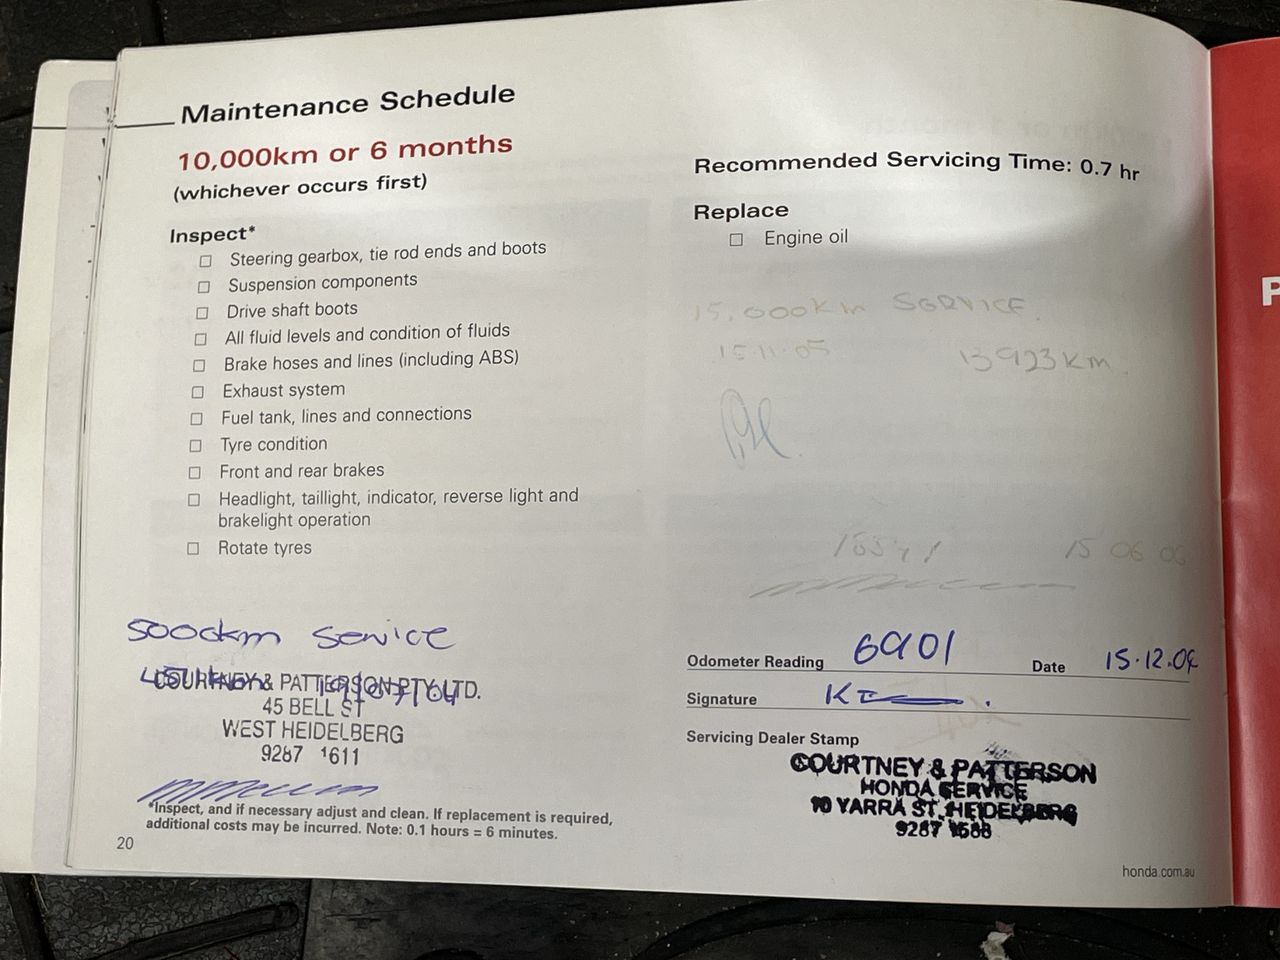 Maintenance Schedule
10,000km or 6 months
(whichever occurs first)
Inspect*
Steering gearbox, tie rod ends and boots
Suspension components
Drive shaft boots
All fluid levels and condition of fluids
Brake hoses and lines (including ABS)
Exhaust system
Fuel tank, lines and connections
Tyre condition
Front and rear brakes
Headlight, taillight, indicator, reverse light and
brakelight operation
Rotate tyres
5000km Service
COURTNEY & PATTERSON PTY LTD.
45 BELL ST
WEST HEIDELBERG
9287 1611
*Inspect, and if necessary adjust and clean. If replacement is required,
additional costs may be incurred. Note: 0.1 hours = 6 minutes.
20
Recommended Servicing Time: 0.7 hr
Replace
Engine oil
15,000km SERVICE.
15.11.05 13923km.
15 06 06
Odometer Reading 6901 Date 15.12.04
Signature
Servicing Dealer Stamp
COURTNEY & PATTERSON
HONDA SERVICE
10 YARRA ST. HEIDELBERG
9287 1588
honda.com.au
P